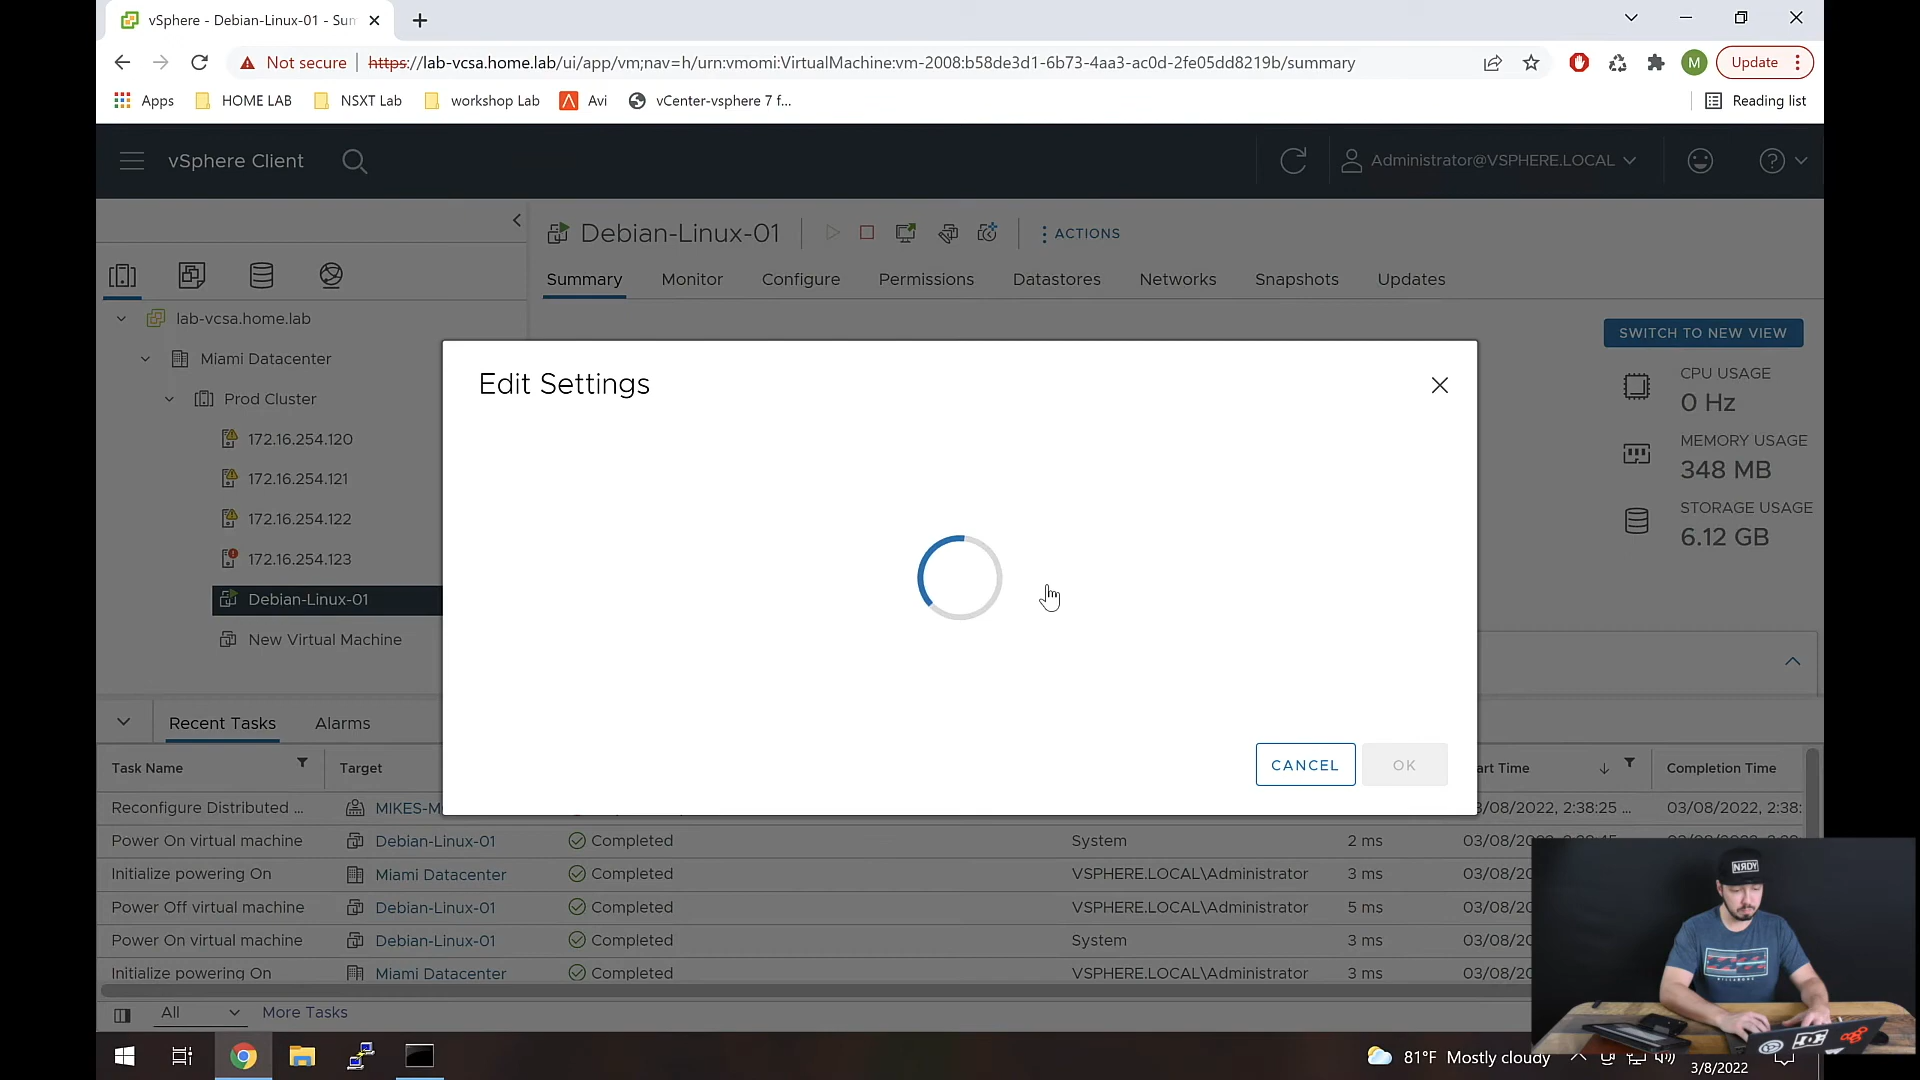 vSphere - Debian-Linux-01 - Sum
Not secure
https://lab-vcsa.home.lab/ui/app/vm;nav=h/urn:vmomi:VirtualMachine:vm-2008:b58de3d1-6b73-4aa3-ac0d-2fe05dd8219b/summary
M
Update
Apps
HOME LAB
NSXT Lab
workshop Lab
Avi
vCenter-vsphere 7 f...
Reading list
vSphere Client
Administrator@VSPHERE.LOCAL
Debian-Linux-01
ACTIONS
Summary
Monitor
Configure
Permissions
Datastores
Networks
Snapshots
Updates
lab-vcsa.home.lab
Miami Datacenter
Prod Cluster
172.16.254.120
172.16.254.121
172.16.254.122
172.16.254.123
Debian-Linux-01
New Virtual Machine
SWITCH TO NEW VIEW
CPU USAGE
0 Hz
MEMORY USAGE
348 MB
STORAGE USAGE
6.12 GB
Edit Settings
CANCEL
OK
Recent Tasks
Alarms
Task Name
Target
art Time
Completion Time
Reconfigure Distributed ...
MIKES-M
/08/2022, 2:38:25 ...
03/08/2022, 2:38:
Power On virtual machine
Debian-Linux-01
Completed
System
2 ms
Initialize powering On
Miami Datacenter
Completed
VSPHERE.LOCAL\Administrator
3 ms
03/08/2022
Power Off virtual machine
Debian-Linux-01
Completed
VSPHERE.LOCAL\Administrator
5 ms
Power On virtual machine
Debian-Linux-01
Completed
System
3 ms
Initialize powering On
Miami Datacenter
Completed
VSPHERE.LOCAL\Administrator
3 ms
All
More Tasks
81°F Mostly cloudy
3/8/2022